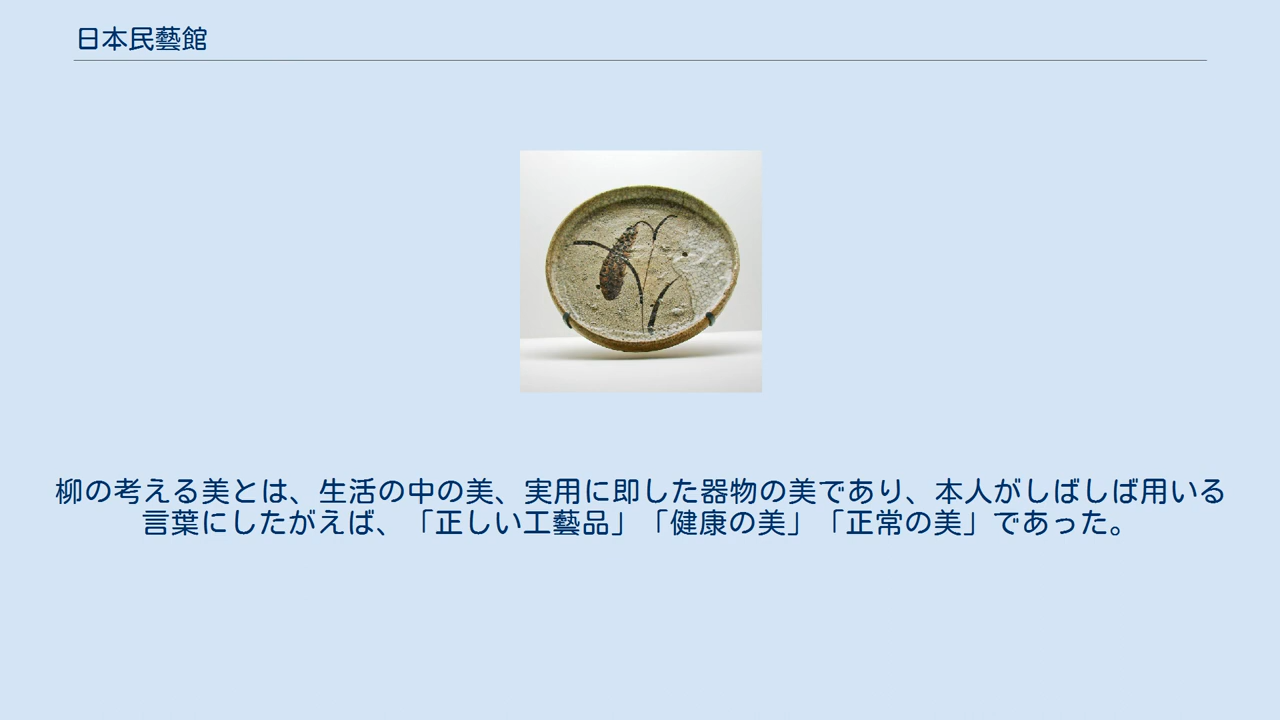 日本民藝館
柳の考える美とは、生活の中の美、実用に即した器物の美であり、本人がしばしば用いる
言葉にしたがえば、「正しい工藝品」「健康の美」「正常の美」であった。